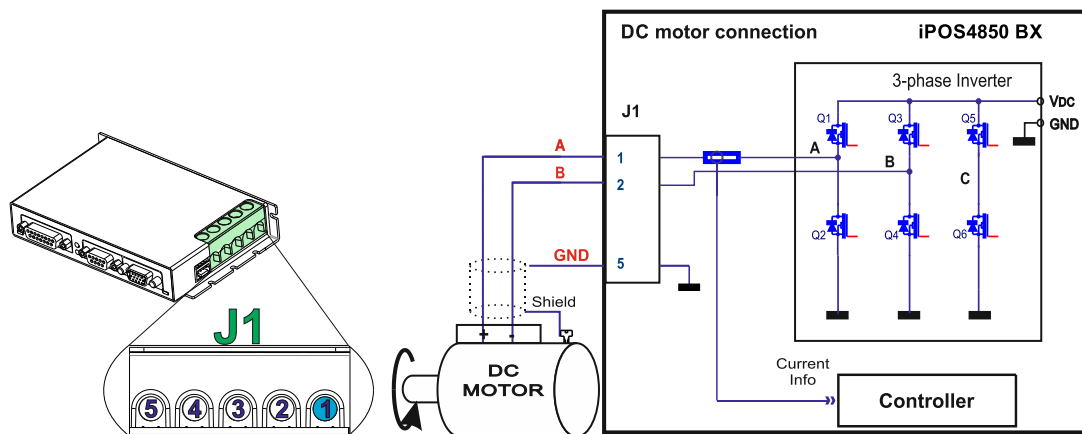 DC motor connection
iPOS4850 BX
3-phase Inverter
VDC
GND
J1
Q1
Q3
Q5
A
1
A
B
B
2
C
Q2
Q4
Q6
GND
5
Shield
+ -
DC
MOTOR
Current
Info
Controller
J1
5 4 3 2 1